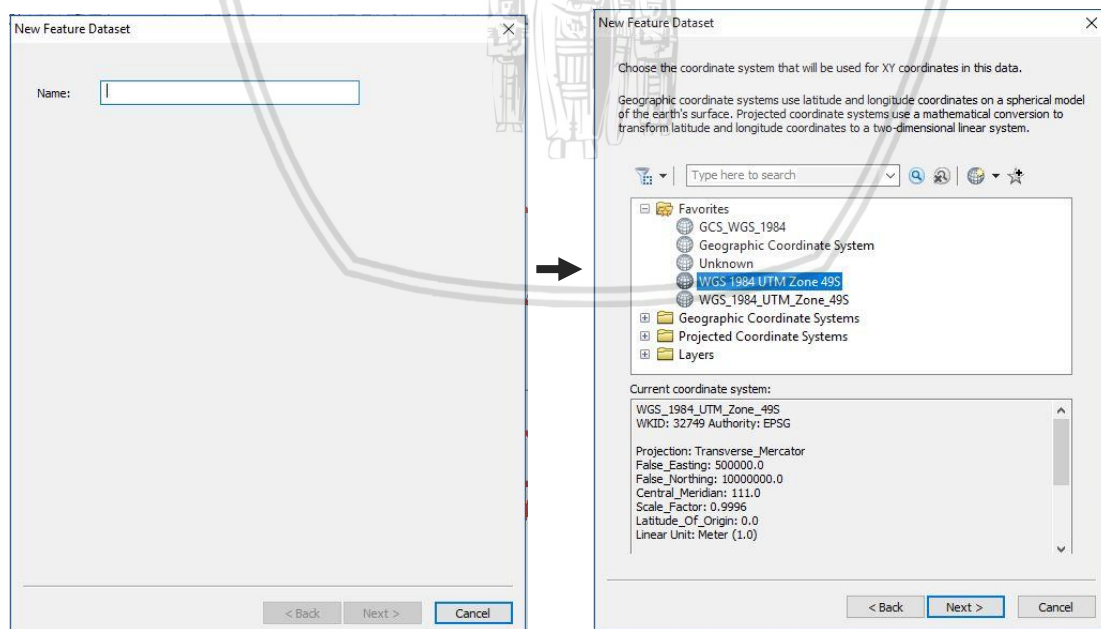 New Feature Dataset
Name:
< Back Next > Cancel
New Feature Dataset
Choose the coordinate system that will be used for XY coordinates in this data.
Geographic coordinate systems use latitude and longitude coordinates on a spherical model
of the earth's surface. Projected coordinate systems use a mathematical conversion to
transform latitude and longitude coordinates to a two-dimensional linear system.
Type here to search
Favorites
GCS_WGS_1984
Geographic Coordinate System
Unknown
WGS 1984 UTM Zone 49S
WGS_1984_UTM_Zone_49S
Geographic Coordinate Systems
Projected Coordinate Systems
Layers
Current coordinate system:
WGS_1984_UTM_Zone_49S
WKID: 32749 Authority: EPSG
Projection: Transverse_Mercator
False_Easting: 500000.0
False_Northing: 10000000.0
Central_Meridian: 111.0
Scale_Factor: 0.9996
Latitude_Of_Origin: 0.0
Linear Unit: Meter (1.0)
< Back Next > Cancel